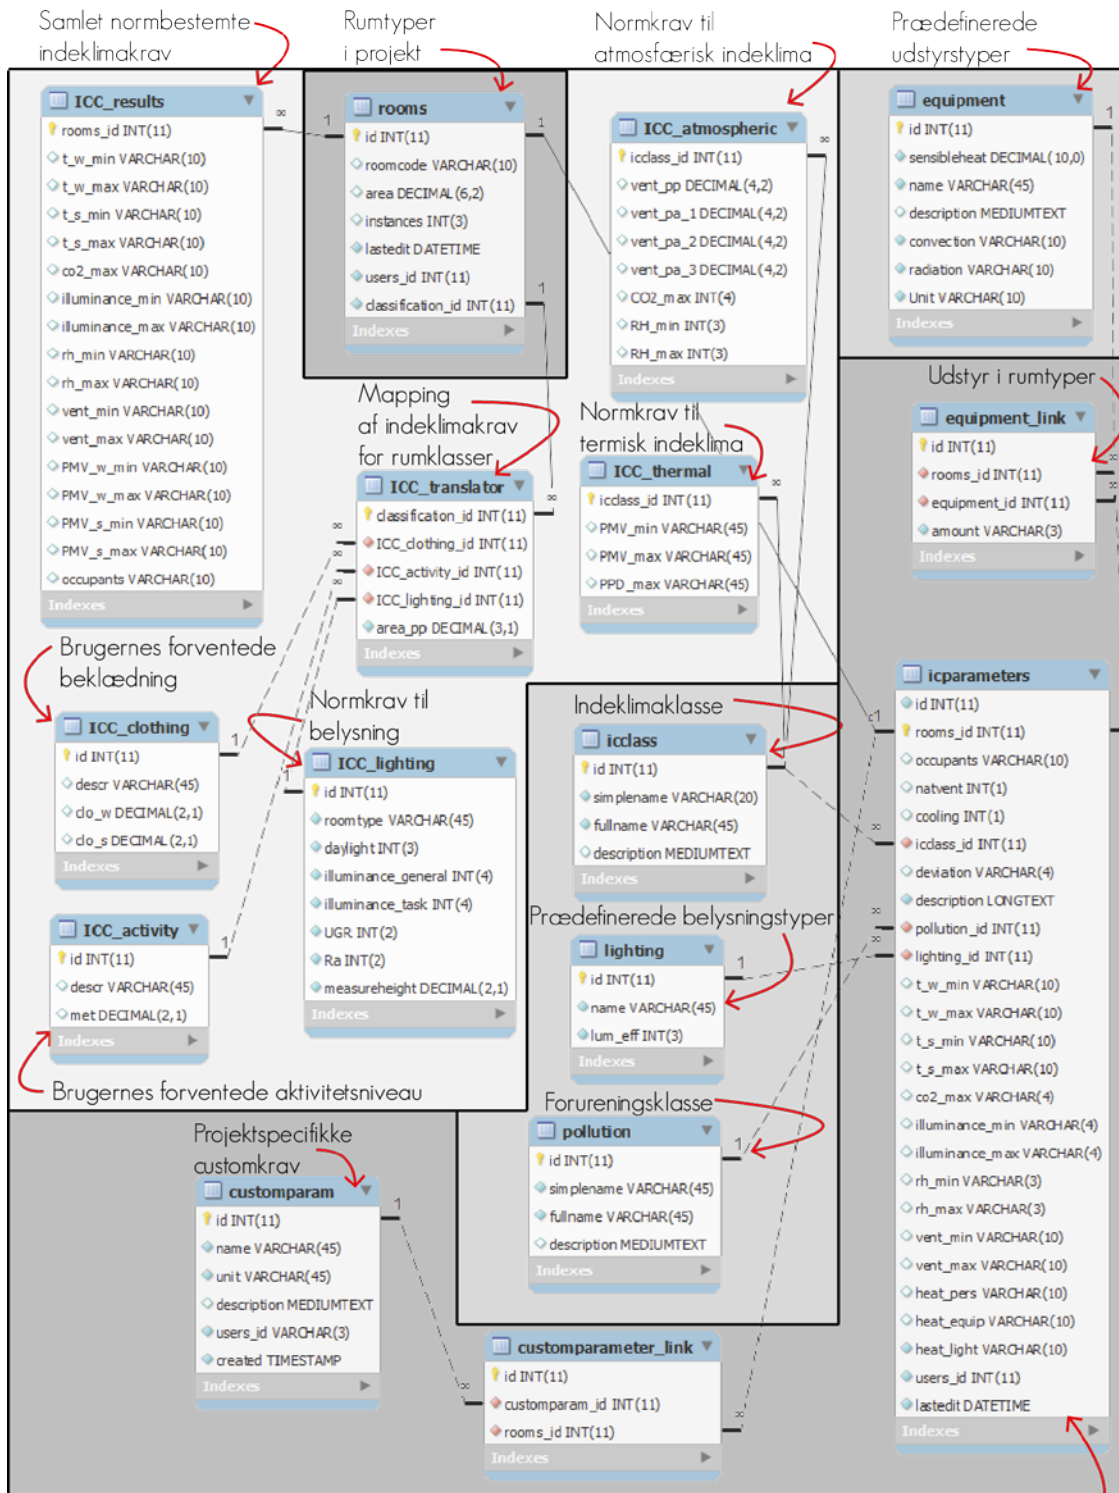 Samlet normbestemte
indeklimakrav
Rumtyper
i projekt
Normkrav til
atmosfærisk indeklima
Prædefinerede
udstyrstyper
ICC_results
rooms_id INT(11)
t_w_min VARCHAR(10)
t_w_max VARCHAR(10)
t_s_min VARCHAR(10)
t_s_max VARCHAR(10)
co2_max VARCHAR(10)
illuminance_min VARCHAR(10)
illuminance_max VARCHAR(10)
rh_min VARCHAR(10)
rh_max VARCHAR(10)
vent_min VARCHAR(10)
vent_max VARCHAR(10)
PMV_w_min VARCHAR(10)
PMV_w_max VARCHAR(10)
PMV_s_min VARCHAR(10)
PMV_s_max VARCHAR(10)
occupants VARCHAR(10)
Indexes
∞
1
rooms
id INT(11)
roomcode VARCHAR(10)
area DECIMAL(6,2)
instances INT(3)
lastedit DATETIME
users_id INT(11)
classification_id INT(11)
Indexes
1
1
ICC_atmospheric
icclass_id INT(11)
vent_pp DECIMAL(4,2)
vent_pa_1 DECIMAL(4,2)
vent_pa_2 DECIMAL(4,2)
vent_pa_3 DECIMAL(4,2)
CO2_max INT(4)
RH_min INT(3)
RH_max INT(3)
Indexes
∞
equipment
id INT(11)
sensibleheat DECIMAL(10,0)
name VARCHAR(45)
description MEDIUMTEXT
convection VARCHAR(10)
radiation VARCHAR(10)
Unit VARCHAR(10)
Indexes
1
Udstyr i rumtyper
equipment_link
id INT(11)
rooms_id INT(11)
equipment_id INT(11)
amount VARCHAR(3)
Indexes
∞
∞
Mapping
af indeklimakrav
for rumklasser
ICC_translator
classification_id INT(11)
ICC_clothing_id INT(11)
ICC_activity_id INT(11)
ICC_lighting_id INT(11)
area_pp DECIMAL(3,1)
Indexes
∞
∞
∞
∞
Normkrav til
termisk indeklima
ICC_thermal
icclass_id INT(11)
PMV_min VARCHAR(45)
PMV_max VARCHAR(45)
PPD_max VARCHAR(45)
Indexes
∞
Brugernes forventede
beklædning
ICC_clothing
id INT(11)
descr VARCHAR(45)
clo_w DECIMAL(2,1)
clo_s DECIMAL(2,1)
Indexes
1
Normkrav til
belysning
ICC_lighting
id INT(11)
roomtype VARCHAR(45)
daylight INT(3)
illuminance_general INT(4)
illuminance_task INT(4)
UGR INT(2)
Ra INT(2)
measureheight DECIMAL(2,1)
Indexes
1
ICC_activity
id INT(11)
descr VARCHAR(45)
met DECIMAL(2,1)
Indexes
1
Brugernes forventede aktivitetsniveau
Indeklimaklasse
icclass
id INT(11)
simplename VARCHAR(20)
fullname VARCHAR(45)
description MEDIUMTEXT
Indexes
1
Prædefinerede belysningstyper
lighting
id INT(11)
name VARCHAR(45)
lum_eff INT(3)
Indexes
1
Forureningsklasse
pollution
id INT(11)
simplename VARCHAR(45)
fullname VARCHAR(45)
description MEDIUMTEXT
Indexes
1
icparameters
id INT(11)
rooms_id INT(11)
occupants VARCHAR(10)
natvent INT(1)
cooling INT(1)
icclass_id INT(11)
deviation VARCHAR(4)
description LONGTEXT
pollution_id INT(11)
lighting_id INT(11)
t_w_min VARCHAR(10)
t_w_max VARCHAR(10)
t_s_min VARCHAR(10)
t_s_max VARCHAR(10)
co2_max VARCHAR(4)
illuminance_min VARCHAR(4)
illuminance_max VARCHAR(4)
rh_min VARCHAR(3)
rh_max VARCHAR(3)
vent_min VARCHAR(10)
vent_max VARCHAR(10)
heat_pers VARCHAR(10)
heat_equip VARCHAR(10)
heat_light VARCHAR(10)
users_id INT(11)
lastedit DATETIME
Indexes
1
∞
∞
∞
Projektspecifikke
customkrav
customparam
id INT(11)
name VARCHAR(45)
unit VARCHAR(45)
description MEDIUMTEXT
users_id VARCHAR(3)
created TIMESTAMP
Indexes
1
customparameter_link
id INT(11)
customparam_id INT(11)
rooms_id INT(11)
Indexes
∞
∞